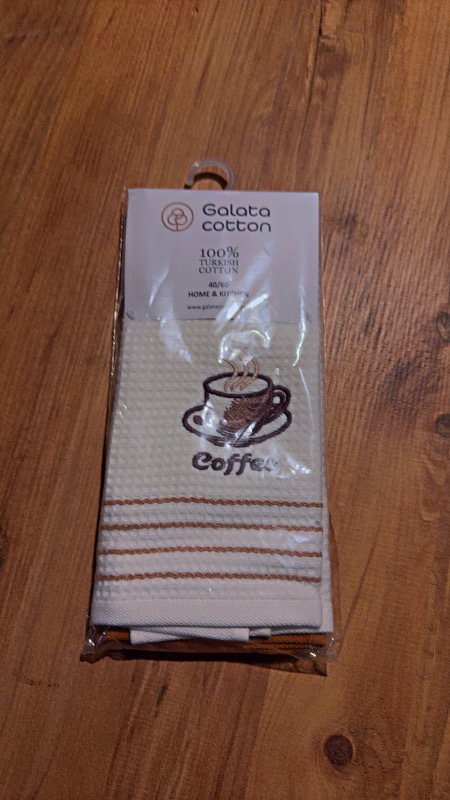 Galata
cotton
100%
TURKISH
COTTON
40/60
HOME & KITCHEN
Coffee